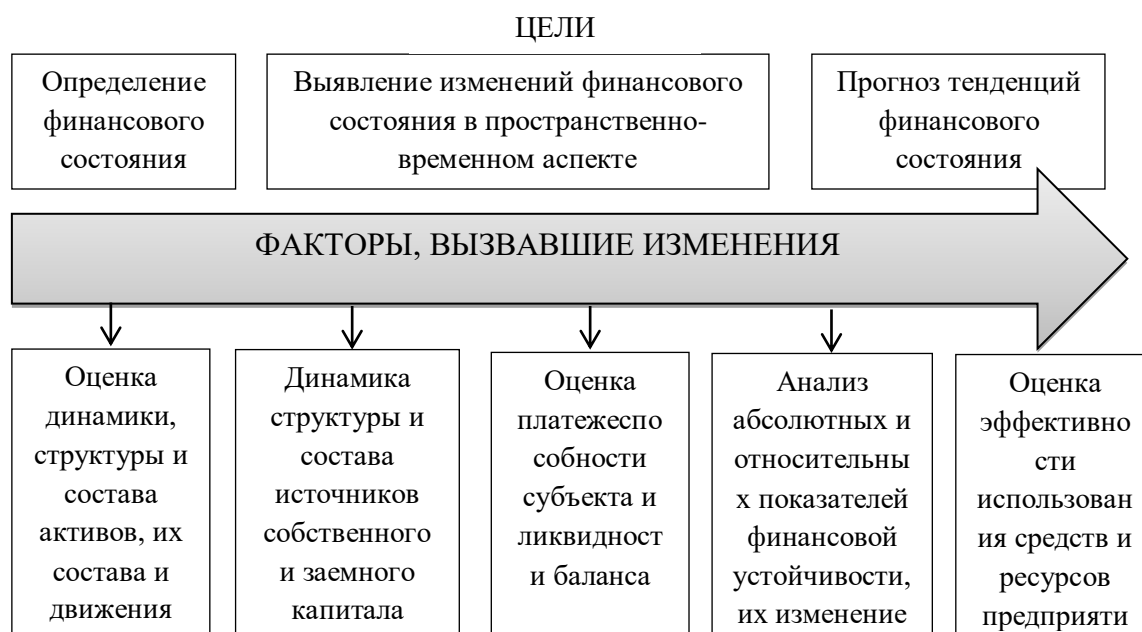 ЦЕЛИ
Определение
финансового
состояния
Выявление изменений финансового
состояния в пространственно-
временном аспекте
Прогноз тенденций
финансового
состояния
ФАКТОРЫ, ВЫЗВАВШИЕ ИЗМЕНЕНИЯ
Оценка
динамики,
структуры и
состава
активов, их
состава и
движения
Динамика
структуры и
состава
источников
собственного
и заемного
капитала
Оценка
платежеспо
собности
субъекта и
ликвидност
и баланса
Анализ
абсолютных и
относительны
х показателей
финансовой
устойчивости,
их изменение
Оценка
эффективно
сти
использован
ия средств и
ресурсов
предприяти